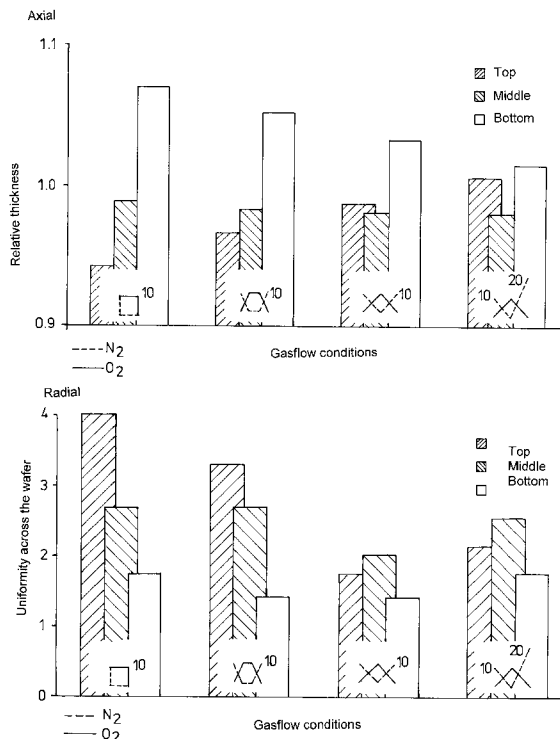 Axial
1.1
Top
Middle
Bottom
1.0
Relative thickness
10
10
10
10
20
0.9
N2
O2
Gasflow conditions
Radial
4
Top
Middle
Bottom
3
Uniformity across the wafer
2
1
10
10
10
10
20
0
N2
O2
Gasflow conditions